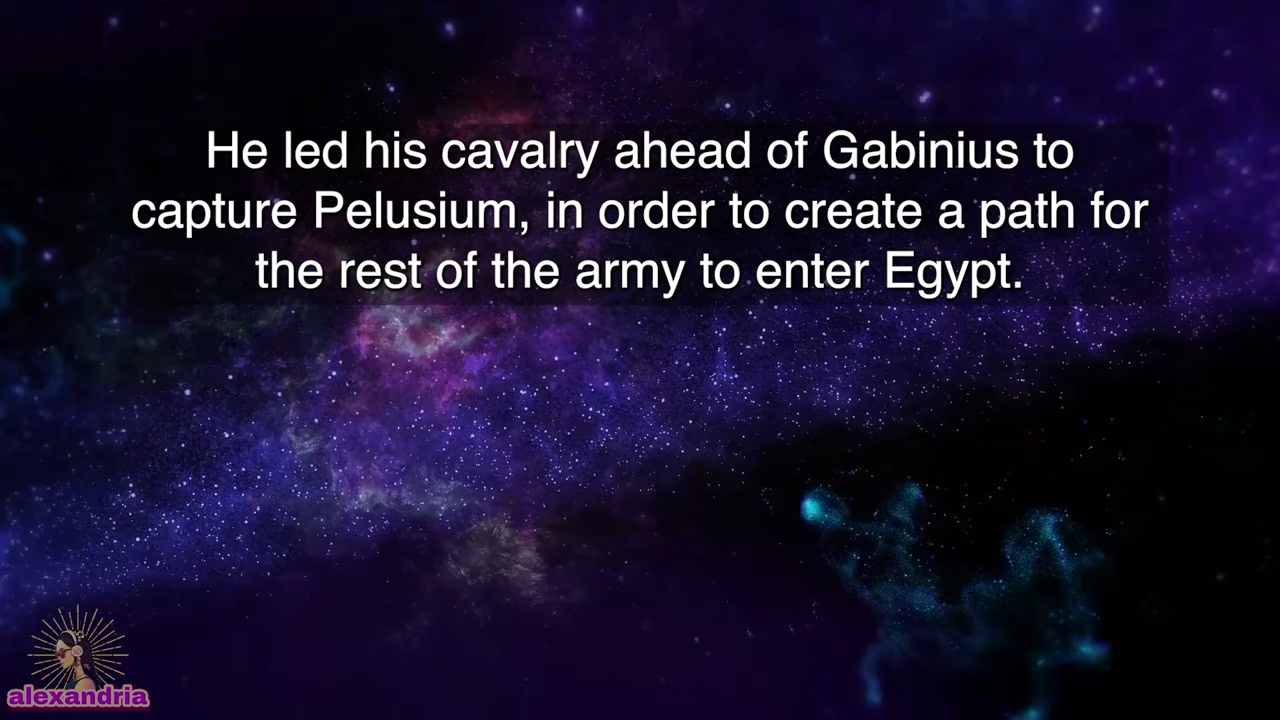 He led his cavalry ahead of Gabinius to
capture Pelusium, in order to create a path for
the rest of the army to enter Egypt.
alexandria